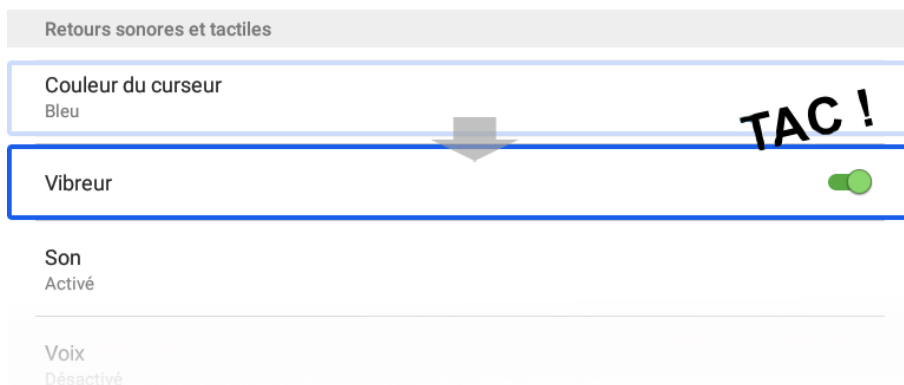 Retours sonores et tactiles
Couleur du curseur
Bleu
TAC !
Vibreur
Son
Activé
Voix
Désactivé